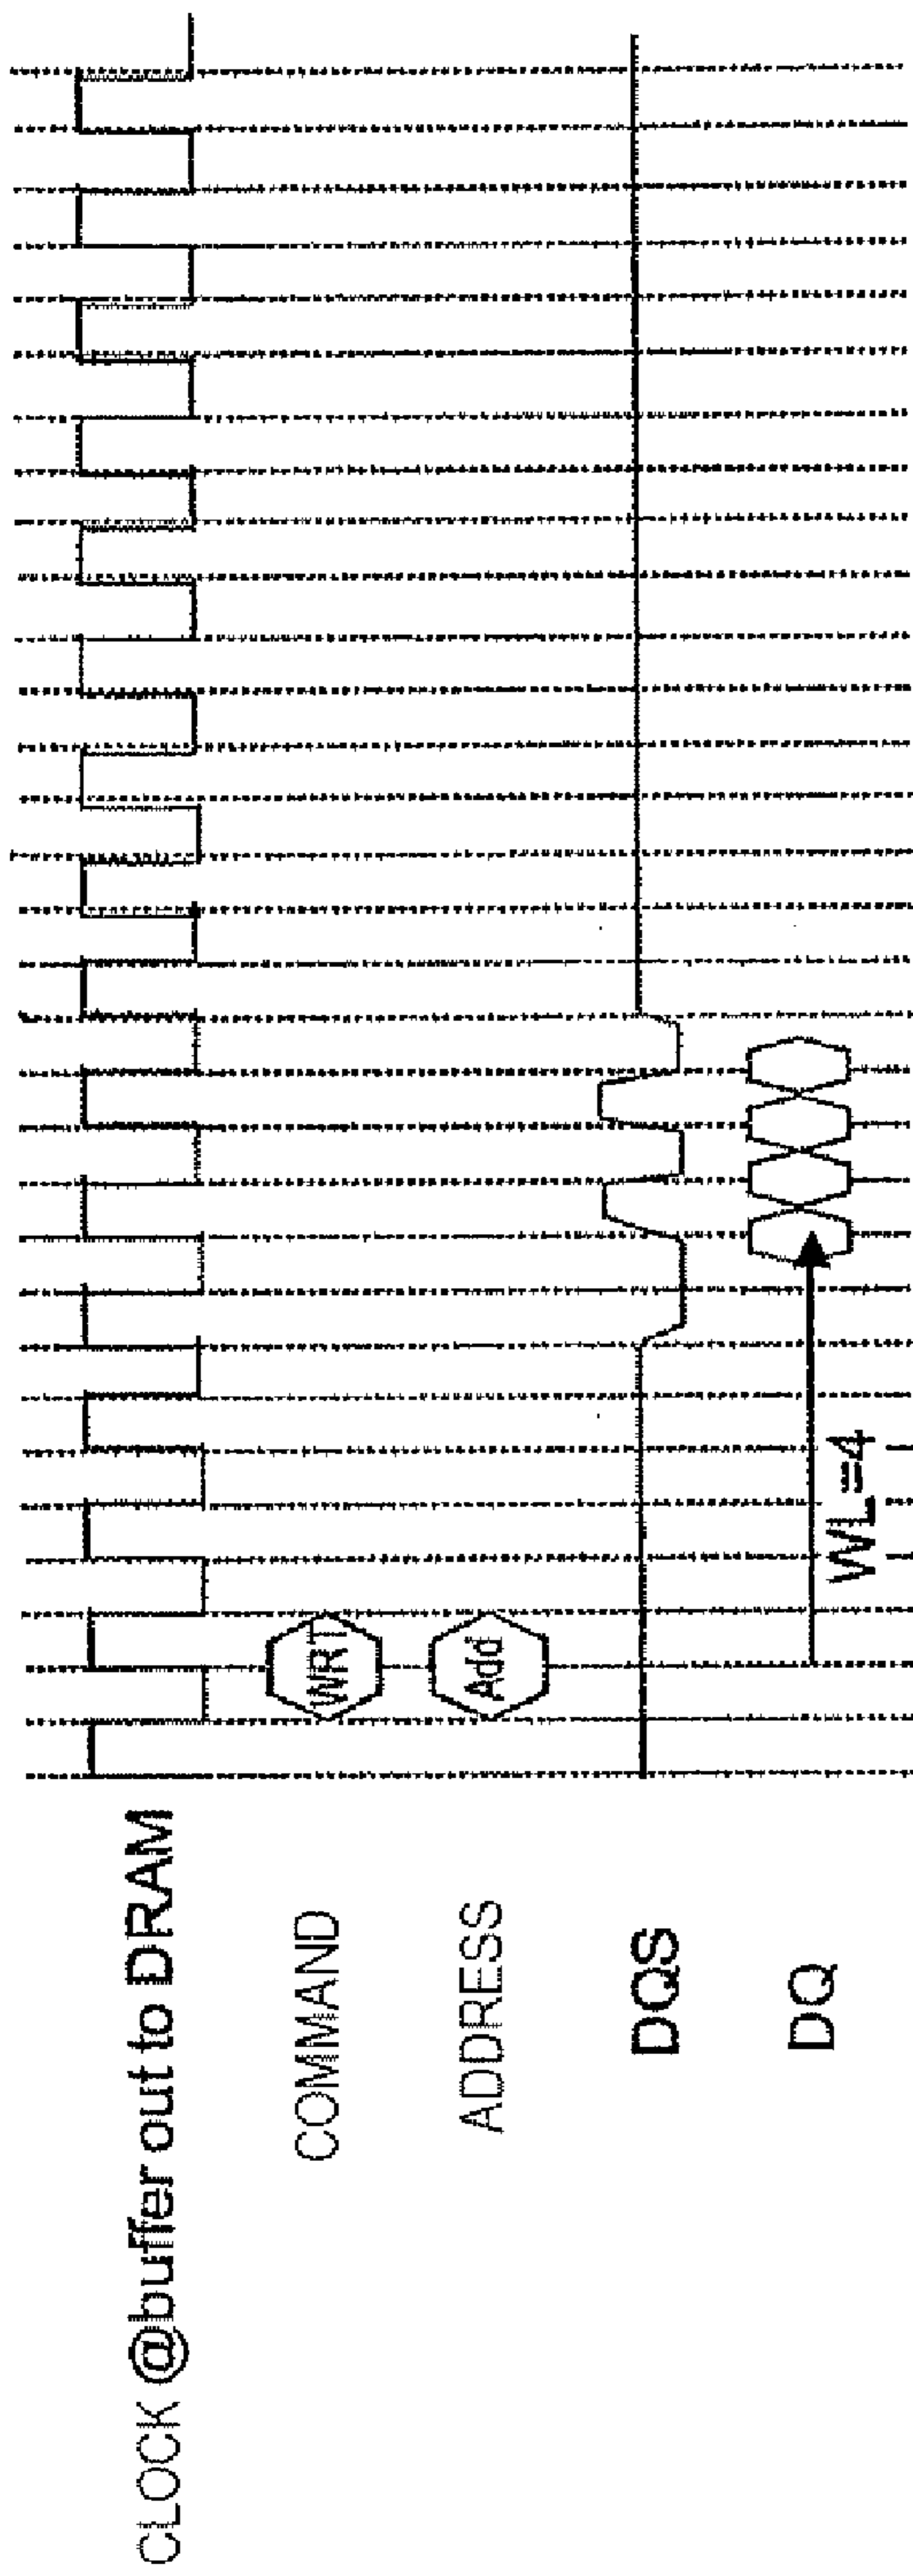 CLOCK @buffer out to DRAM
COMMAND
WRT
ADDRESS
Add
DQS
DQ
WL=4